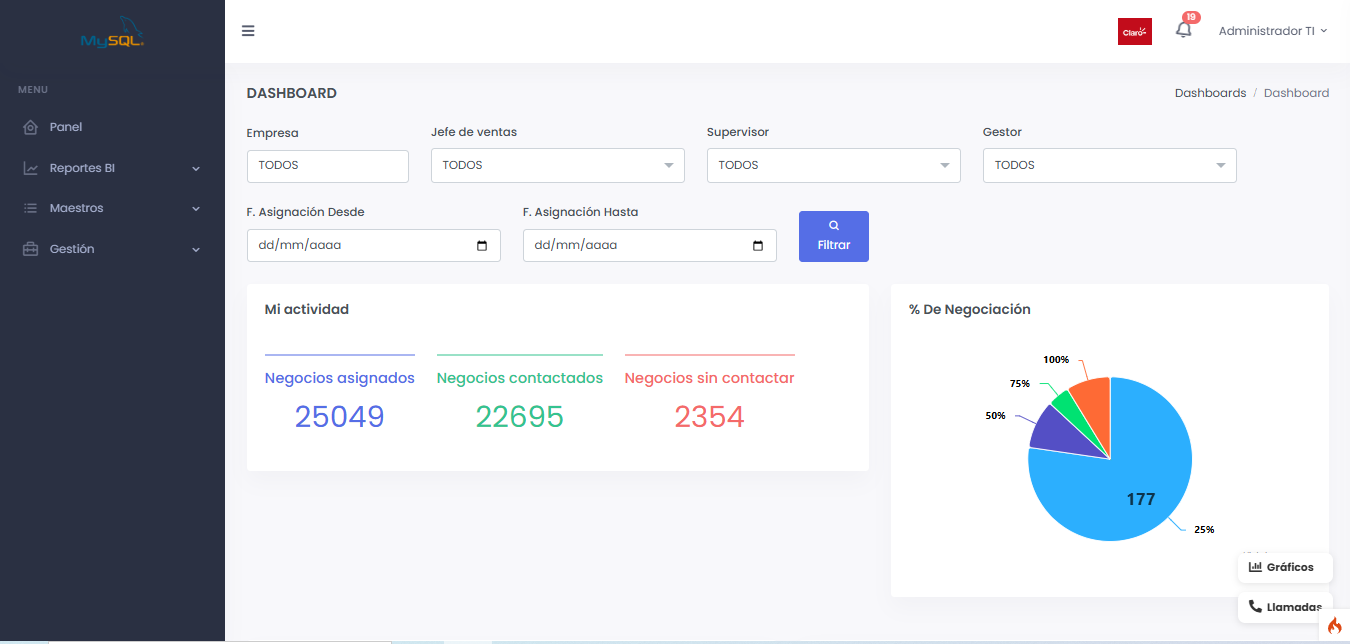 MySQL
Claro
19
Administrador TI
MENU
Panel
Reportes BI
Maestros
Gestión
DASHBOARD
Dashboards / Dashboard
Empresa
Jefe de ventas
Supervisor
Gestor
TODOS
TODOS
TODOS
TODOS
F. Asignación Desde
F. Asignación Hasta
dd/mm/aaaa
dd/mm/aaaa
Filtrar
Mi actividad
Negocios asignados
25049
Negocios contactados
22695
Negocios sin contactar
2354
% De Negociación
100%
75%
50%
177
25%
Gráficos
Llamadas